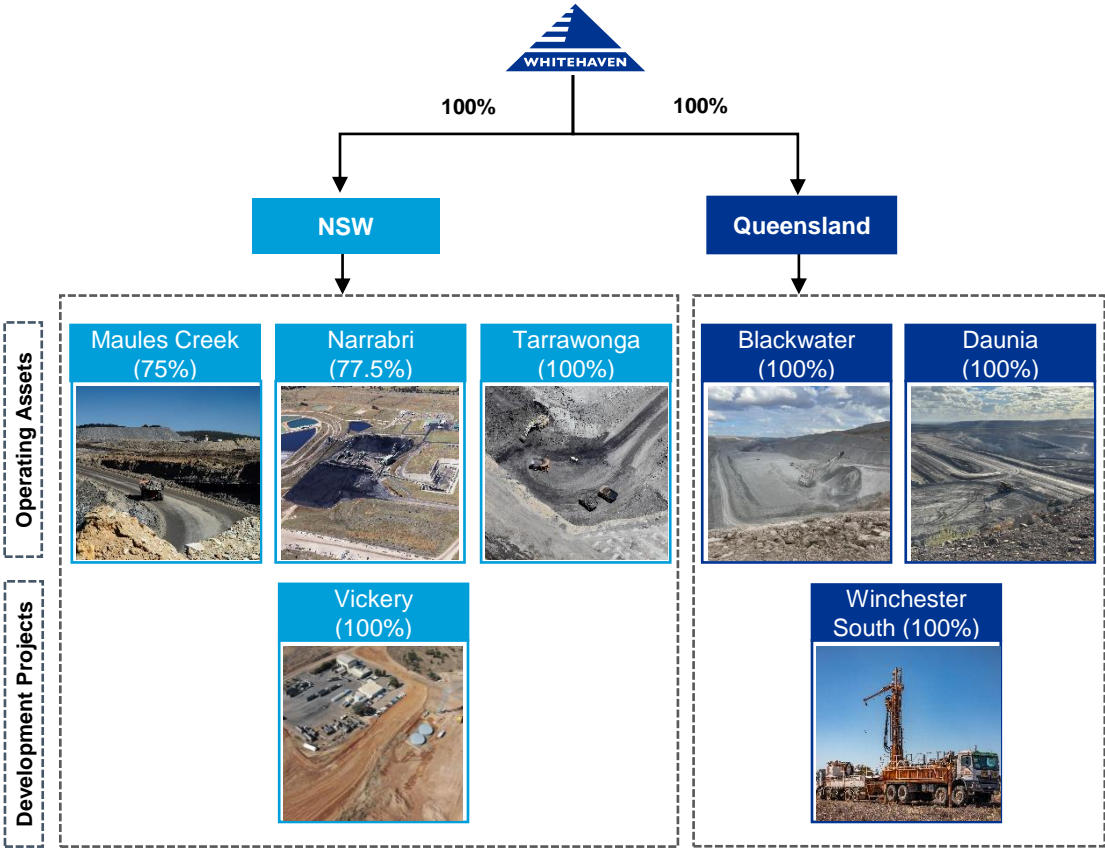 WHITEHAVEN
100%
100%
NSW
Queensland
Operating Assets
Maules Creek
(75%)
Narrabri
(77.5%)
Tarrawonga
(100%)
Blackwater
(100%)
Daunia
(100%)
Development Projects
Vickery
(100%)
Winchester
South (100%)